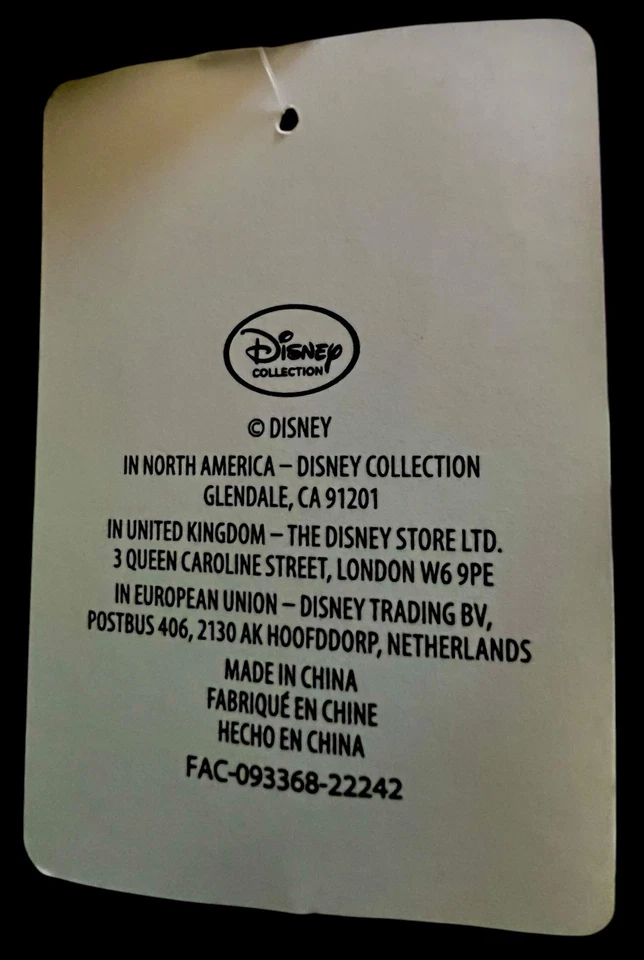 Disney
COLLECTION
© DISNEY
IN NORTH AMERICA – DISNEY COLLECTION
GLENDALE, CA 91201
IN UNITED KINGDOM – THE DISNEY STORE LTD.
3 QUEEN CAROLINE STREET, LONDON W6 9PE
IN EUROPEAN UNION – DISNEY TRADING BV,
POSTBUS 406, 2130 AK HOOFDDORP, NETHERLANDS
MADE IN CHINA
FABRIQUÉ EN CHINE
HECHO EN CHINA
FAC-093368-22242